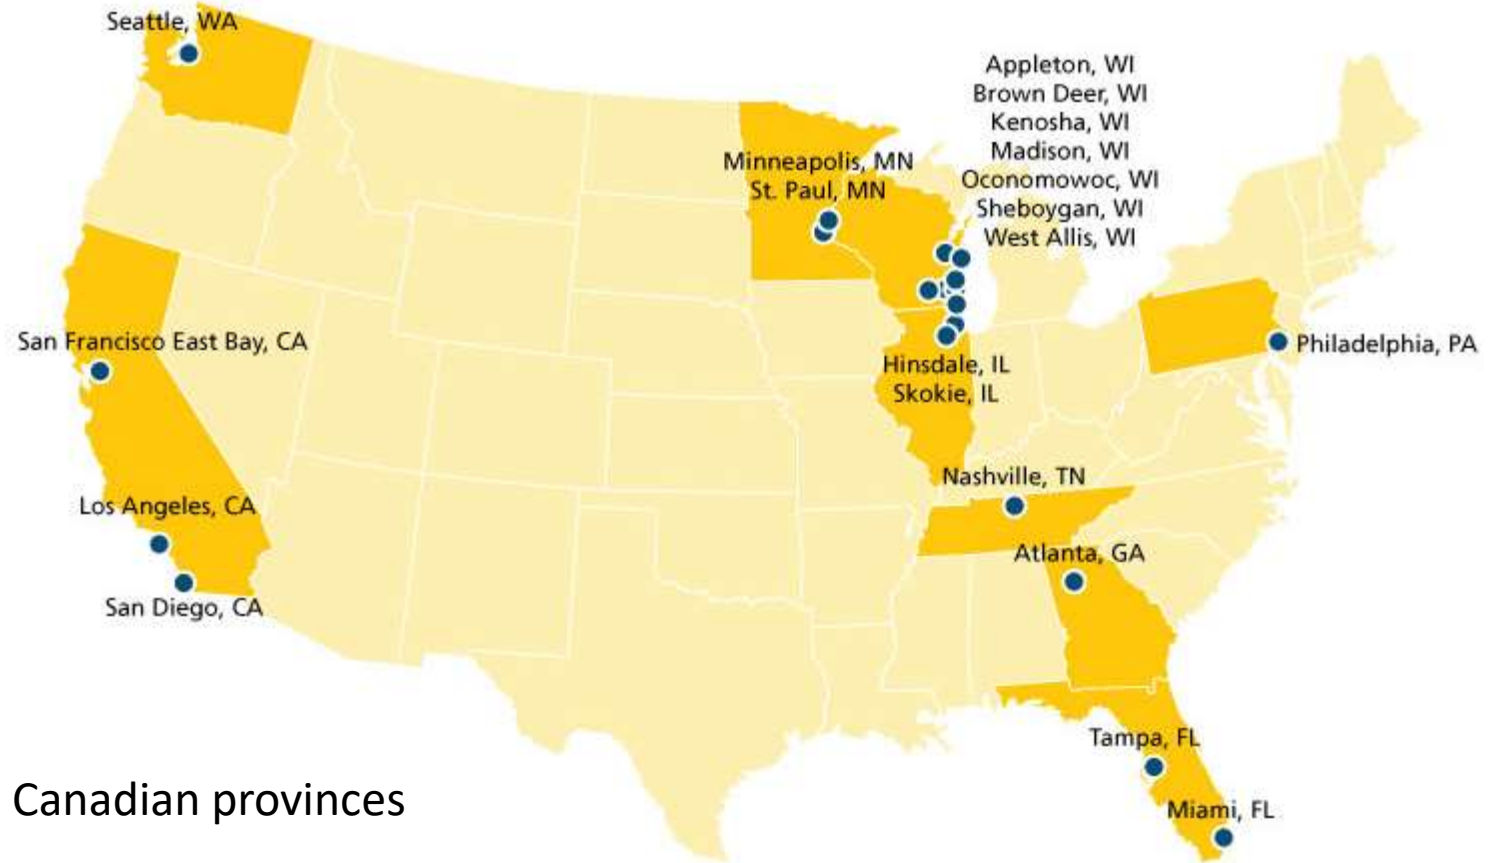 Seattle, WA
Appleton, WI
Brown Deer, WI
Kenosha, WI
Madison, WI
Oconomowoc, WI
Sheboygan, WI
West Allis, WI
Minneapolis, MN
St. Paul, MN
San Francisco East Bay, CA
Hinsdale, IL
Skokie, IL
Philadelphia, PA
Nashville, TN
Los Angeles, CA
Atlanta, GA
San Diego, CA
Tampa, FL
Canadian provinces
Miami, FL